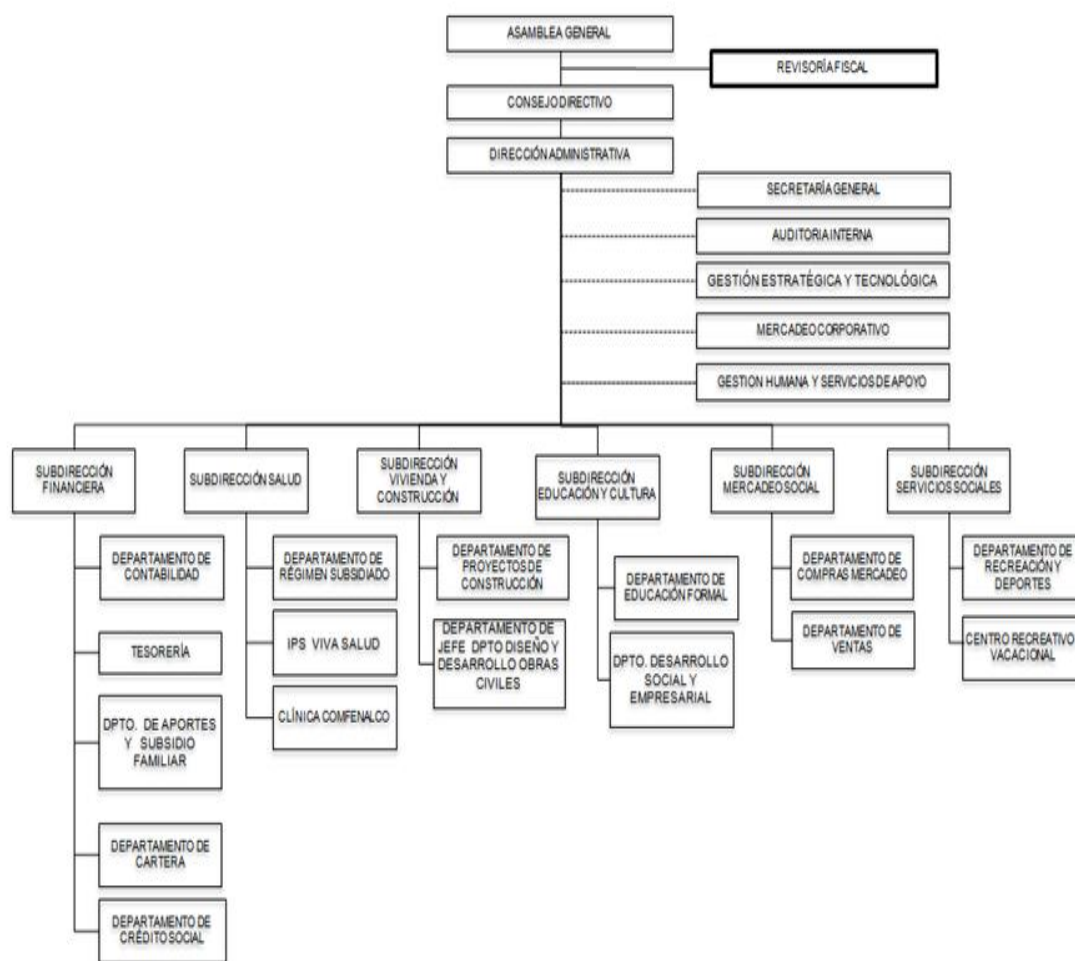 ASAMBLEA GENERAL
REVISORÍA FISCAL
CONSEJO DIRECTIVO
DIRECCIÓN ADMINISTRATIVA
SECRETARÍA GENERAL
AUDITORIA INTERNA
GESTIÓN ESTRATÉGICA Y TECNOLÓGICA
MERCADEO CORPORATIVO
GESTION HUMANA Y SERVICIOS DE APOYO
SUBDIRECCIÓN
FINANCIERA
SUBDIRECCIÓN SALUD
SUBDIRECCIÓN
VIVIENDA Y
CONSTRUCCIÓN
SUBDIRECCIÓN
EDUCACIÓN Y CULTURA
SUBDIRECCIÓN
MERCADEO SOCIAL
SUBDIRECCIÓN
SERVICIOS SOCIALES
DEPARTAMENTO DE
CONTABILIDAD
TESORERÍA
DPTO. DE APORTES
Y SUBSIDIO
FAMILIAR
DEPARTAMENTO DE
CARTERA
DEPARTAMENTO DE
CRÉDITO SOCIAL
DEPARTAMENTO DE
RÉGIMEN SUBSIDIADO
IPS VIVA SALUD
CLÍNICA COMFENALCO
DEPARTAMENTO DE
PROYECTOS DE
CONSTRUCCIÓN
DEPARTAMENTO DE
JEFE DPTO DISEÑO Y
DESARROLLO OBRAS
CIVILES
DEPARTAMENTO DE
EDUCACIÓN FORMAL
DPTO. DESARROLLO
SOCIAL Y
EMPRESARIAL
DEPARTAMENTO DE
COMPRAS MERCADEO
DEPARTAMENTO DE
VENTAS
DEPARTAMENTO DE
RECREACIÓN Y
DEPORTES
CENTRO RECREATIVO
VACACIONAL